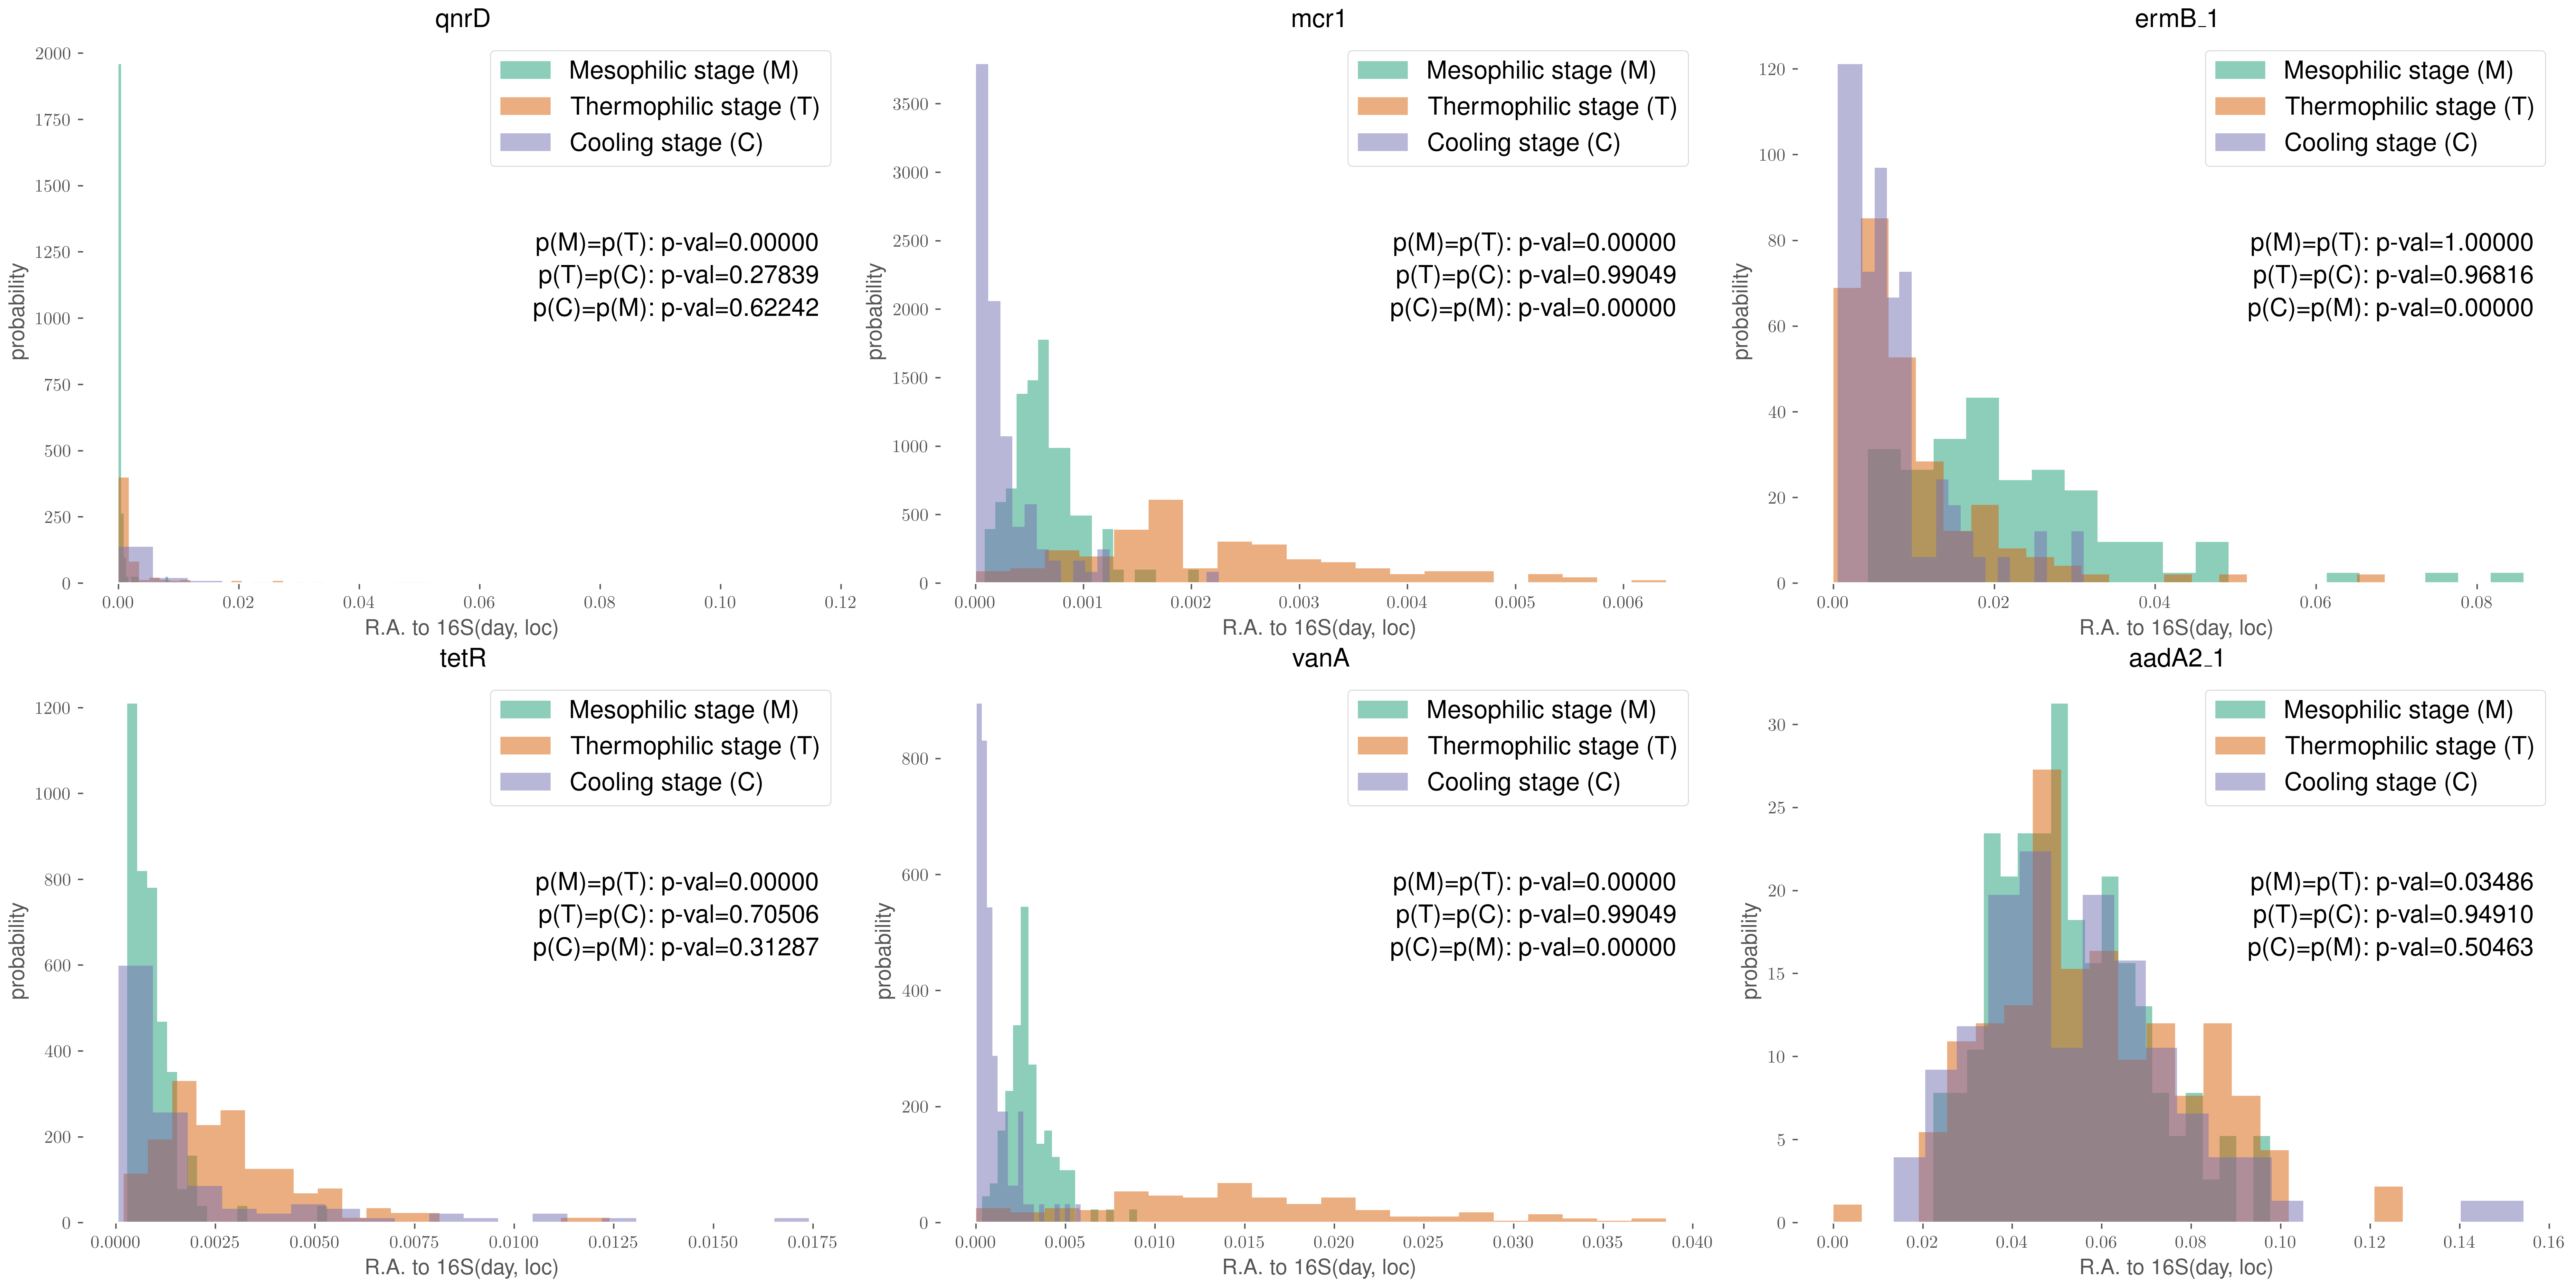 qnrD
2000
1750
1500
1250
1000
750
500
250
0
probability
Mesophilic stage (M)
Thermophilic stage (T)
Cooling stage (C)
p(M)=p(T): p-val=0.00000
p(T)=p(C): p-val=0.27839
p(C)=p(M): p-val=0.62242
0.00 0.02 0.04 0.06 0.08 0.10 0.12
R.A. to 16S(day, loc)
mcr1
3500
3000
2500
2000
1500
1000
500
0
probability
Mesophilic stage (M)
Thermophilic stage (T)
Cooling stage (C)
p(M)=p(T): p-val=0.00000
p(T)=p(C): p-val=0.99049
p(C)=p(M): p-val=0.00000
0.000 0.001 0.002 0.003 0.004 0.005 0.006
R.A. to 16S(day, loc)
ermB_1
120
100
80
60
40
20
0
probability
Mesophilic stage (M)
Thermophilic stage (T)
Cooling stage (C)
p(M)=p(T): p-val=1.00000
p(T)=p(C): p-val=0.96816
p(C)=p(M): p-val=0.00000
0.00 0.02 0.04 0.06 0.08
R.A. to 16S(day, loc)
tetR
1200
1000
800
600
400
200
0
probability
Mesophilic stage (M)
Thermophilic stage (T)
Cooling stage (C)
p(M)=p(T): p-val=0.00000
p(T)=p(C): p-val=0.70506
p(C)=p(M): p-val=0.31287
0.0000 0.0025 0.0050 0.0075 0.0100 0.0125 0.0150 0.0175
R.A. to 16S(day, loc)
vanA
800
600
400
200
0
probability
Mesophilic stage (M)
Thermophilic stage (T)
Cooling stage (C)
p(M)=p(T): p-val=0.00000
p(T)=p(C): p-val=0.99049
p(C)=p(M): p-val=0.00000
0.000 0.005 0.010 0.015 0.020 0.025 0.030 0.035 0.040
R.A. to 16S(day, loc)
aadA2_1
30
25
20
15
10
5
0
probability
Mesophilic stage (M)
Thermophilic stage (T)
Cooling stage (C)
p(M)=p(T): p-val=0.03486
p(T)=p(C): p-val=0.94910
p(C)=p(M): p-val=0.50463
0.00 0.02 0.04 0.06 0.08 0.10 0.12 0.14 0.16
R.A. to 16S(day, loc)